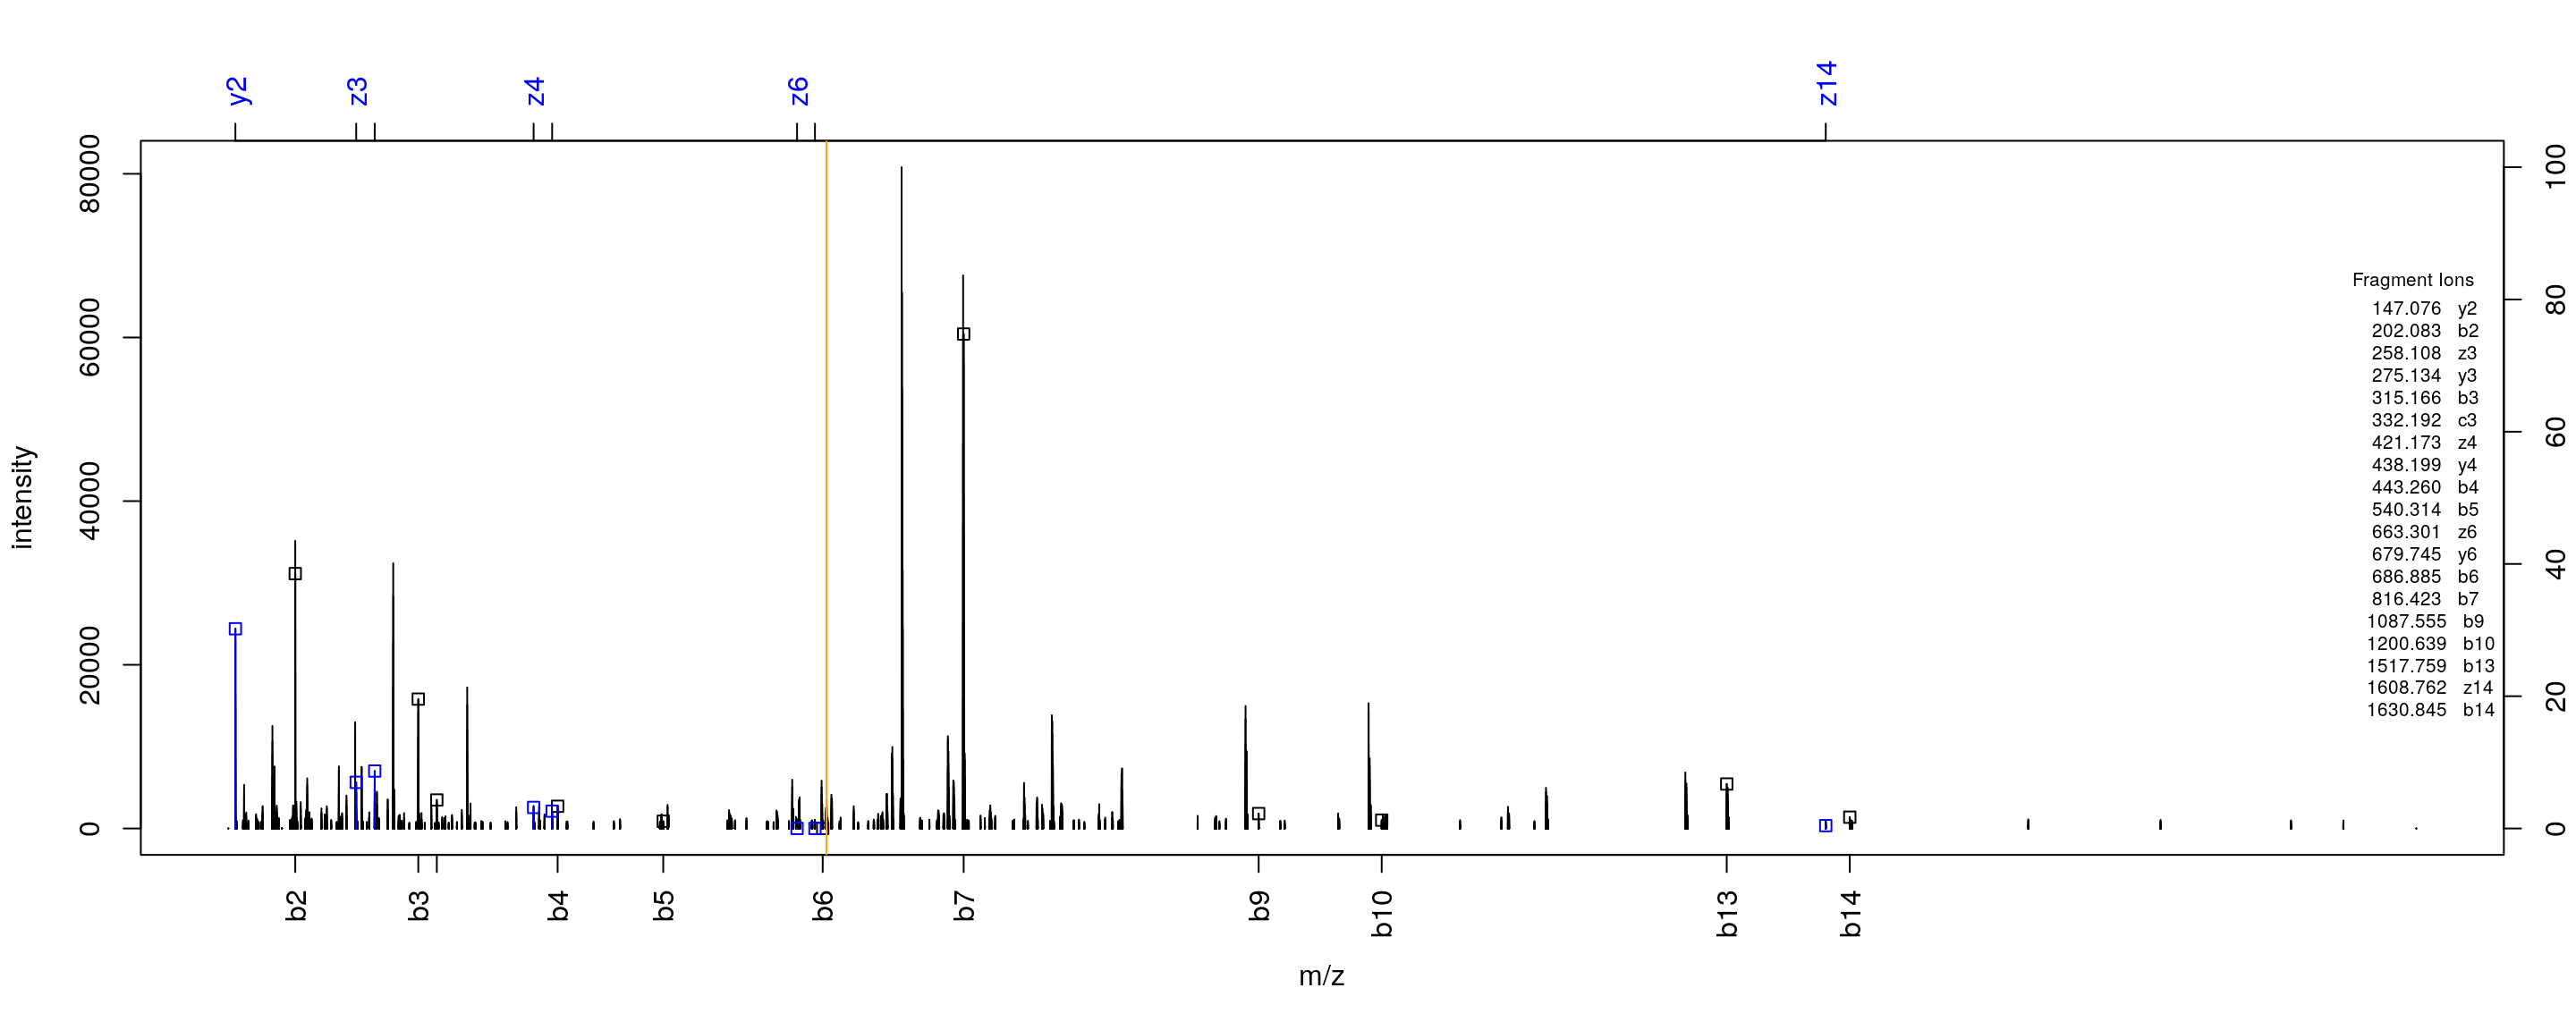 y2 z3 z4 z6 z14
80000 100
Fragment Ions
147.076 y2
80
202.083 b2
60000
258.108 z3
275.134 y3
315.166 b3
332.192 c3
60
421.173 z4
438.199 y4
443.260 b4
intensity
40000
540.314 b5
663.301 z6
679.745 y6
40
686.885 b6
816.423 b7
1087.555 b9
1200.639 b10
20000
1517.759 b13
1608.762 z14
20
1630.845 b14
0 0
b2 b3 b4 b5 b6 b7 b9 b10 b13 b14
m/z